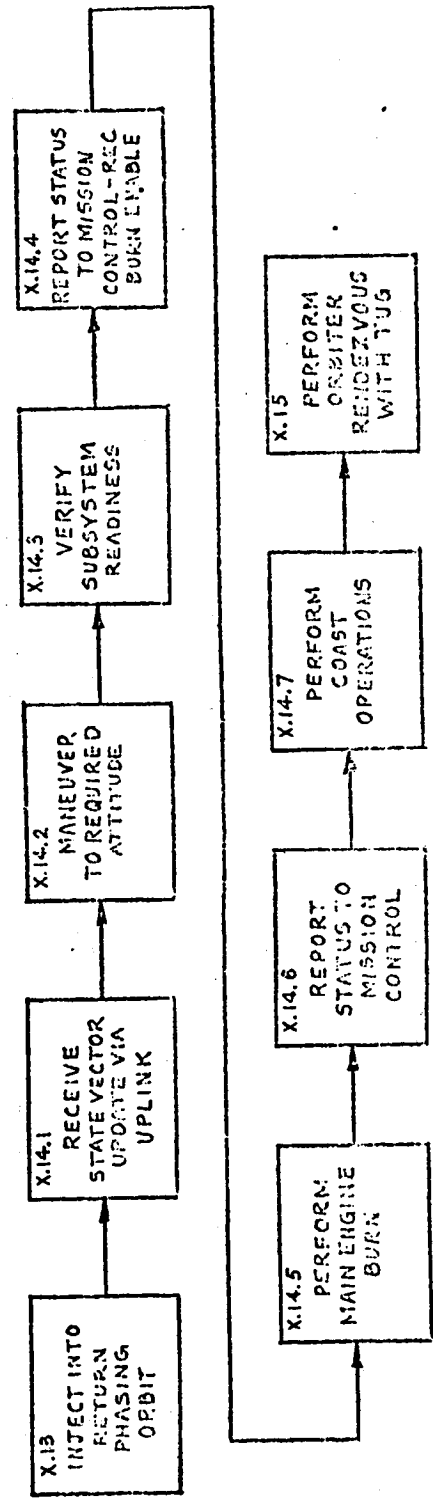 X.13
INJECT INTO
RETURN
PHASING
ORBIT
X.14.1
RECEIVE
STATE VECTOR
UPDATE VIA
UPLINK
X.14.2
MANEUVER
TO REQUIRED
ATTITUDE
X.14.3
VERIFY
SUBSYSTEM
READINESS
X.14.4
REPORT STATUS
TO MISSION
CONTROL-REC
BURN ENABLE
X.14.5
PERFORM
MAIN ENGINE
BURN
X.14.6
REPORT
STATUS TO
MISSION
CONTROL
X.14.7
PERFORM
COAST
OPERATIONS
X.15
PERFORM
ORBITER
RENDEZVOUS
WITH TUG